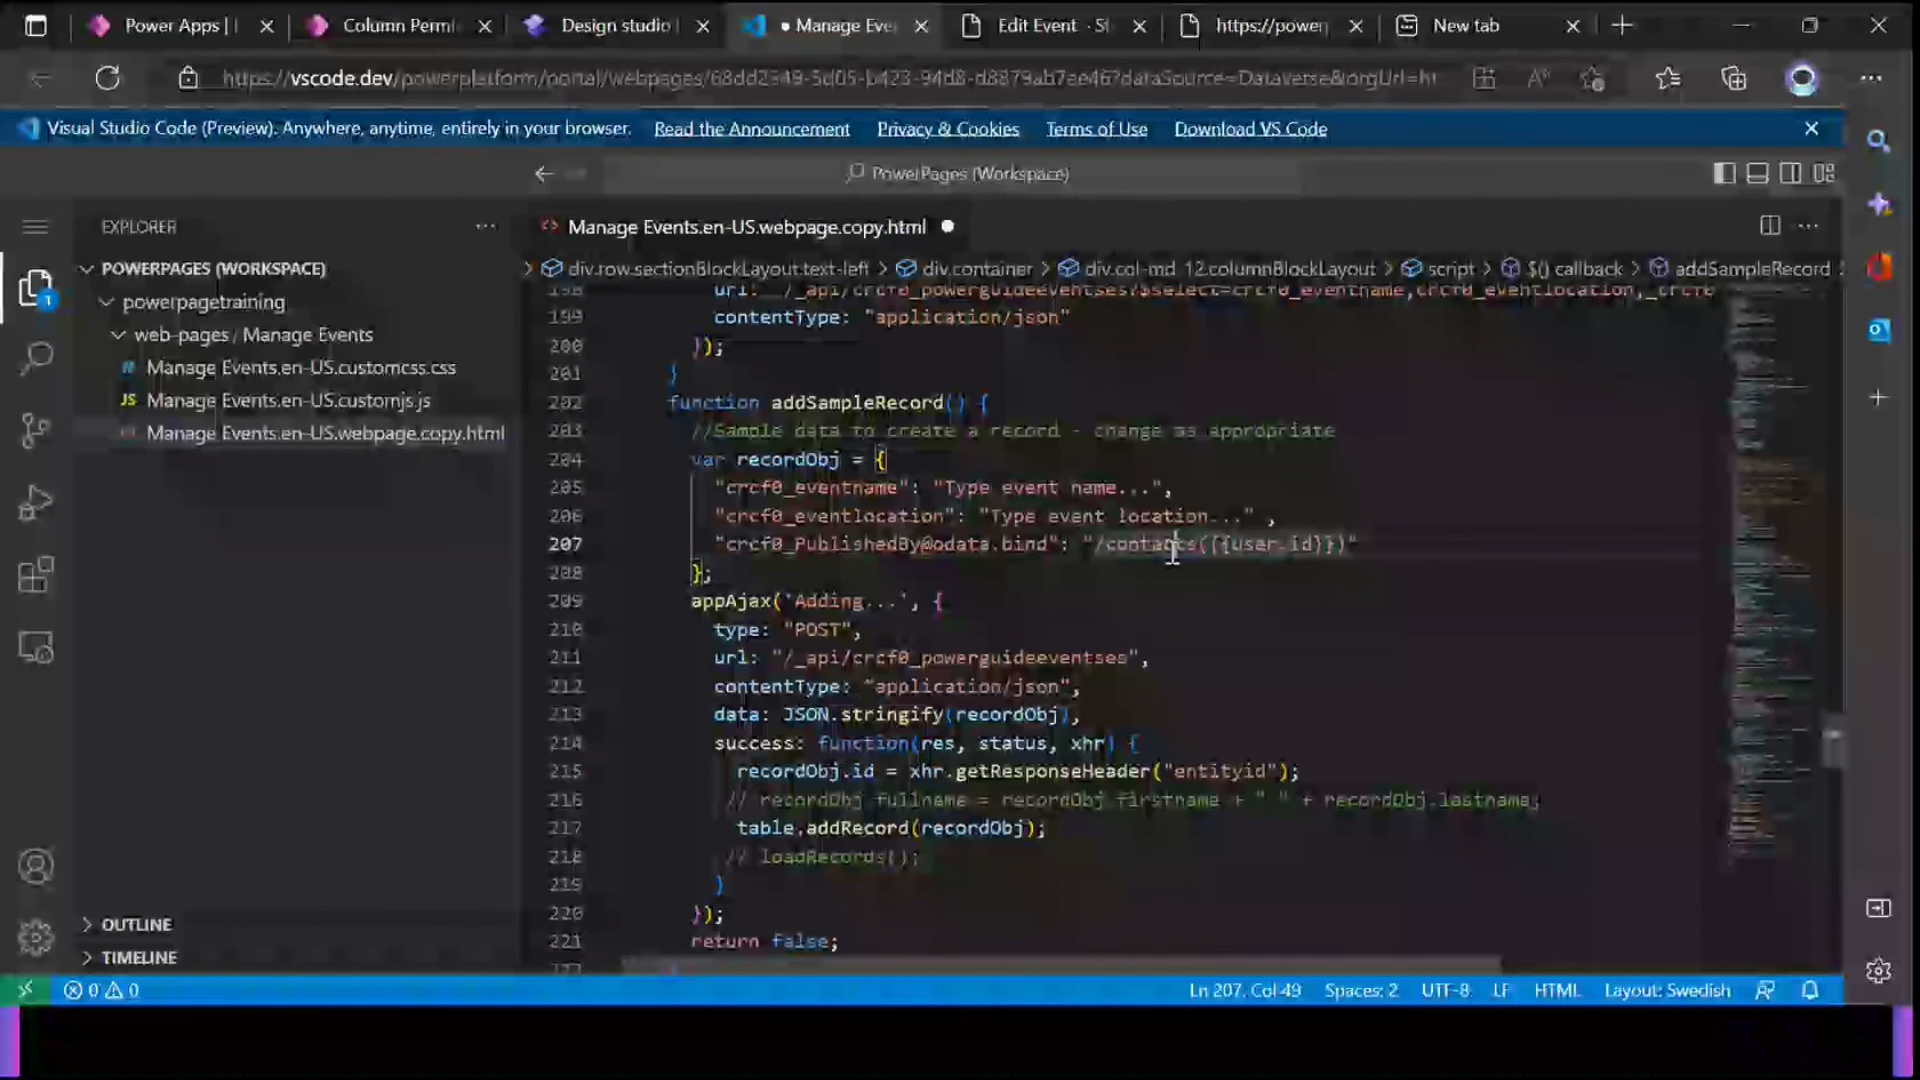 Power Apps |
Column Permi
Design studio |
Manage Eve
Edit Event · St
https://power
New tab
https://vscode.dev/powerplatform/portal/webpages/68dd2349-5d05-b423-94d8-d8879ab7ee46?dataSource=Dataverse&orgUrl=ht
Visual Studio Code (Preview). Anywhere, anytime, entirely in your browser.
Read the Announcement
Privacy & Cookies
Terms of Use
Download VS Code
PowerPages (Workspace)
EXPLORER
Manage Events.en-US.webpage.copy.html
POWERPAGES (WORKSPACE)
powerpagetraining
web-pages / Manage Events
Manage Events.en-US.customcss.css
JS Manage Events.en-US.customjs.js
Manage Events.en-US.webpage.copy.html
OUTLINE
TIMELINE
div.row.sectionBlockLayout.text-left > div.container > div.col-md-12.columnBlockLayout > script > $() callback > addSampleRecord
198 url: "/_api/crcf0_powerguideeventses?$select=crcf0_eventname,crcf0_eventlocation,_crcf0
199 contentType: "application/json"
200 });
201 }
202 function addSampleRecord() {
203 //Sample data to create a record - change as appropriate
204 var recordObj = {
205 "crcf0_eventname": "Type event name...",
206 "crcf0_eventlocation": "Type event location..." ,
207 "crcf0_PublishedBy@odata.bind": "/contacts({{user.id}})"
208 };
209 appAjax('Adding...', {
210 type: "POST",
211 url: "/_api/crcf0_powerguideeventses",
212 contentType: "application/json",
213 data: JSON.stringify(recordObj),
214 success: function(res, status, xhr) {
215 recordObj.id = xhr.getResponseHeader("entityid");
216 // recordObj.fullname = recordObj.firstname + " " + recordObj.lastname;
217 table.addRecord(recordObj);
218 // loadRecords();
219 }
220 });
221 return false;
0 0
Ln 207, Col 49
Spaces: 2
UTF-8
LF
HTML
Layout: Swedish